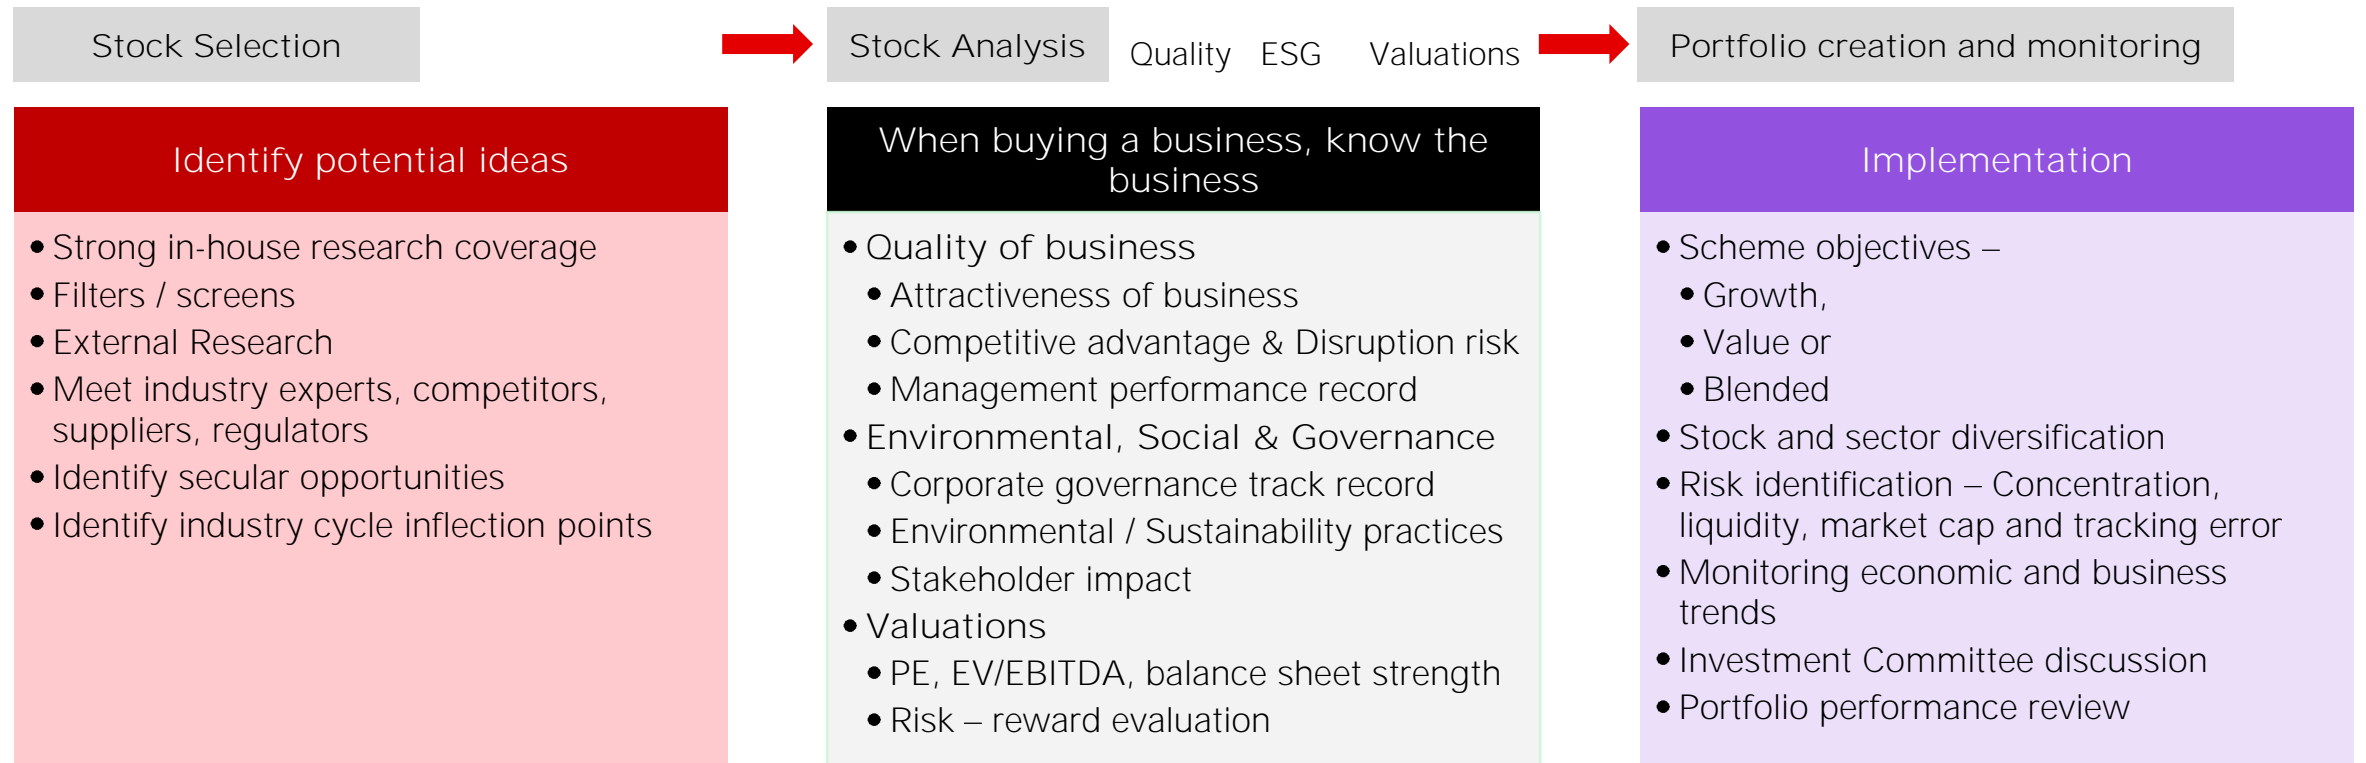 Stock Selection
Stock Analysis
Quality ESG Valuations
Portfolio creation and monitoring
Identify potential ideas
• Strong in-house research coverage
• Filters / screens
• External Research
• Meet industry experts, competitors,
suppliers, regulators
• Identify secular opportunities
• Identify industry cycle inflection points
When buying a business, know the
business
• Quality of business
• Attractiveness of business
• Competitive advantage & Disruption risk
• Management performance record
• Environmental, Social & Governance
• Corporate governance track record
• Environmental / Sustainability practices
• Stakeholder impact
• Valuations
• PE, EV/EBITDA, balance sheet strength
• Risk – reward evaluation
Implementation
• Scheme objectives –
• Growth,
• Value or
• Blended
• Stock and sector diversification
• Risk identification – Concentration,
liquidity, market cap and tracking error
• Monitoring economic and business
trends
• Investment Committee discussion
• Portfolio performance review